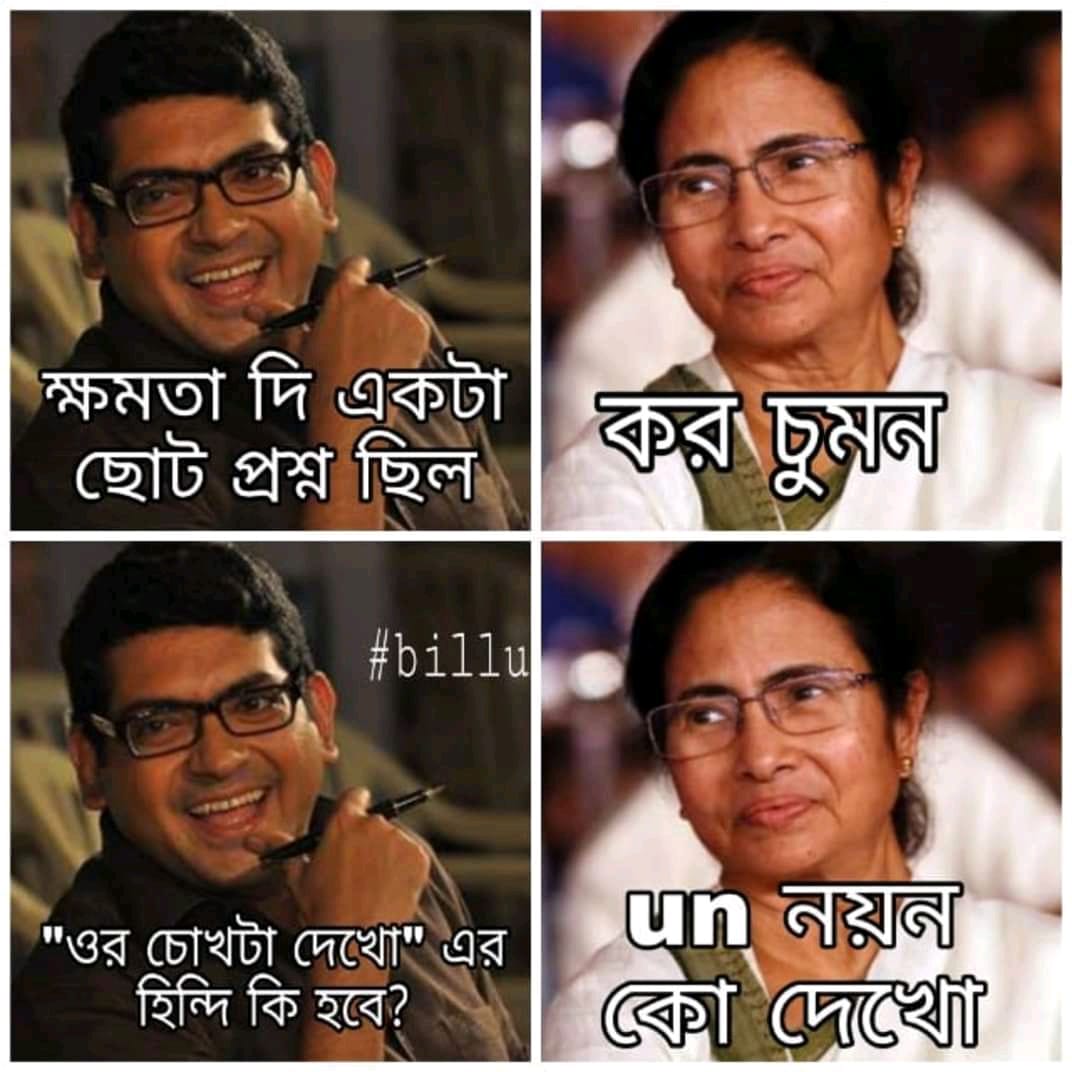 ক্ষমতা দি একটা
ছোট প্রশ্ন ছিল
কর চুমন
#billu
"ওর চোখটা দেখো" এর
হিন্দি কি হবে?
un নয়ন
কো দেখো